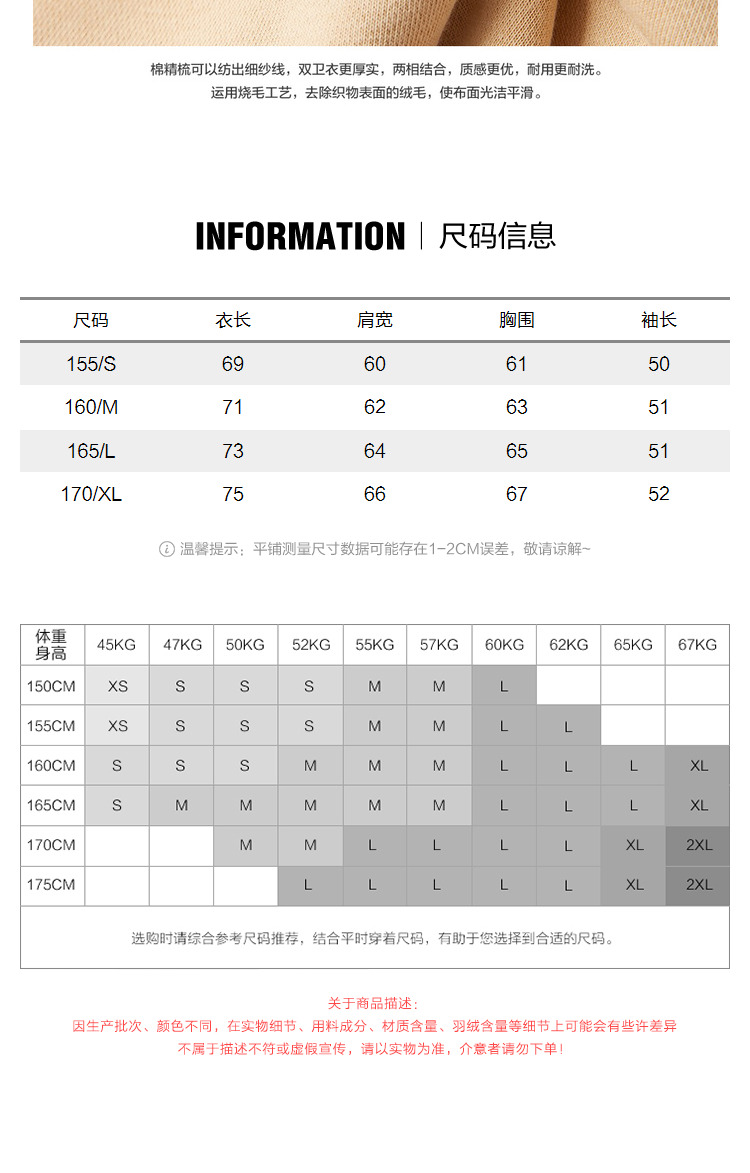 棉精梳可以纺出细纱线，双卫衣更厚实，两相结合，质感更优，耐用更耐洗。
运用烧毛工艺，去除织物表面的绒毛，使布面光洁平滑。
INFORMATION | 尺码信息
尺码 衣长 肩宽 胸围 袖长
155/S 69 60 61 50
160/M 71 62 63 51
165/L 73 64 65 51
170/XL 75 66 67 52
温馨提示：平铺测量尺寸数据可能存在1-2CM误差，敬请谅解~
体重
身高 45KG 47KG 50KG 52KG 55KG 57KG 60KG 62KG 65KG 67KG
150CM XS S S S M M L
155CM XS S S S M M L L
160CM S S S M M M L L L XL
165CM S M M M M M L L L XL
170CM M M L L L L XL 2XL
175CM L L L L L XL 2XL
选购时请综合参考尺码推荐，结合平时穿着尺码，有助于您选择到合适的尺码。
关于商品描述：
因生产批次、颜色不同，在实物细节、用料成分、材质含量、羽绒含量等细节上可能会有些许差异
不属于描述不符或虚假宣传，请以实物为准，介意者请勿下单！